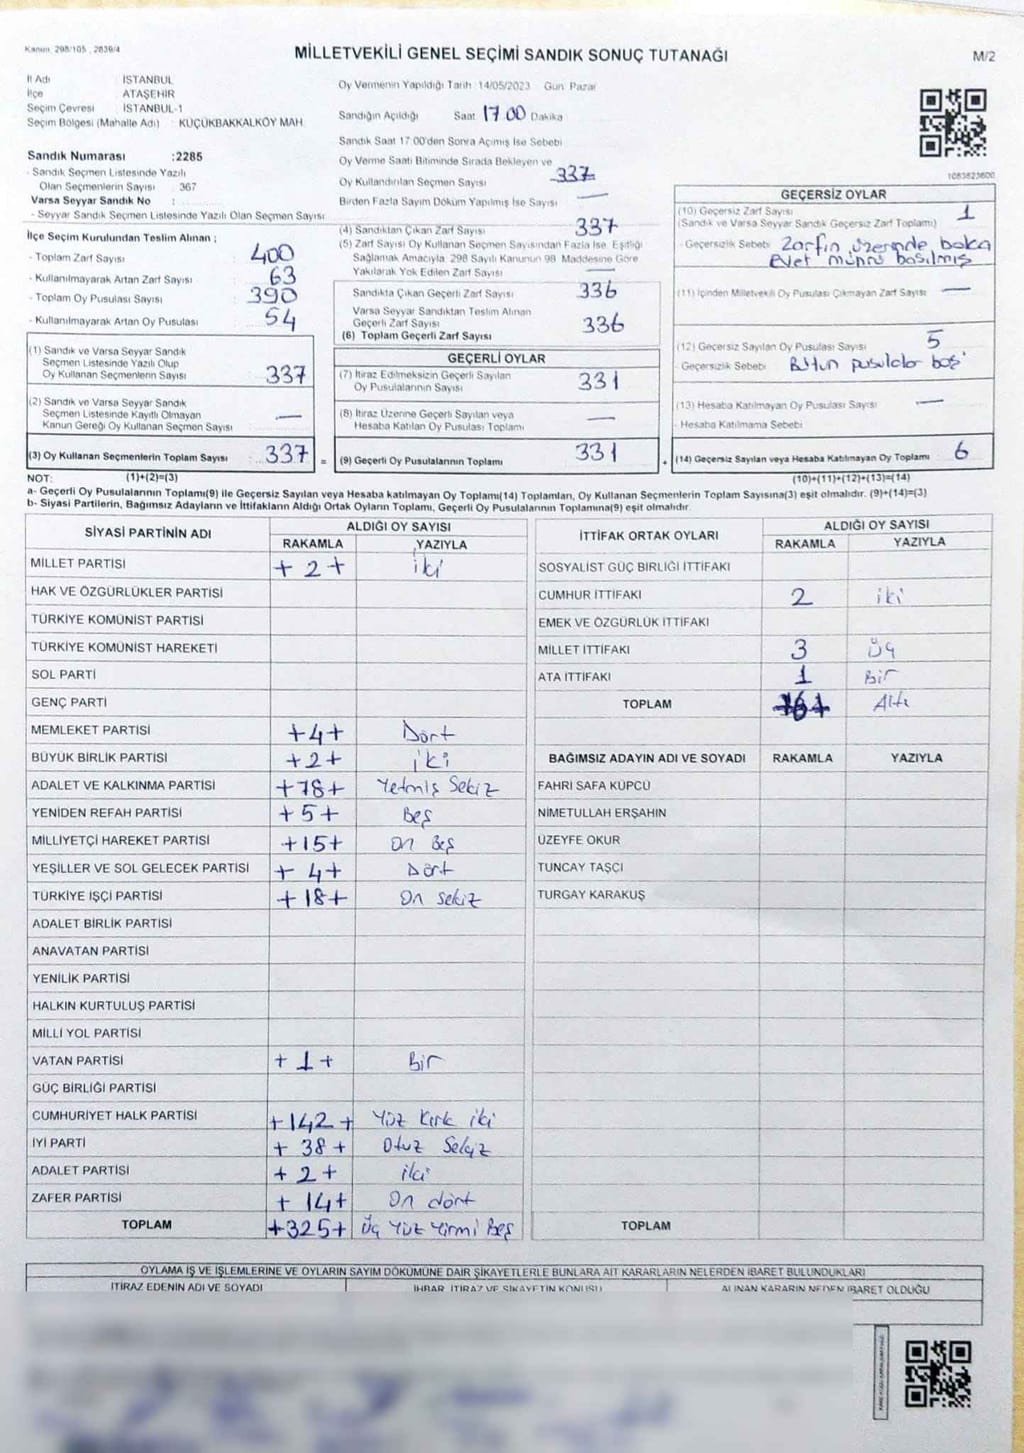 Kanun, 298/105 , 2839/4
MİLLETVEKİLİ GENEL SEÇİMİ SANDIK SONUÇ TUTANAĞI
M/2
İl Adı İSTANBUL
İlçe ATAŞEHİR
Seçim Çevresi İSTANBUL-1
Seçim Bölgesi (Mahalle Adı) : KÜÇÜKBAKKALKÖY MAH.
Sandık Numarası :2285
- Sandık Seçmen Listesinde Yazılı
Olan Seçmenlerin Sayısı : 367
Varsa Seyyar Sandık No :
- Seyyar Sandık Seçmen Listesinde Yazılı Olan Seçmen Sayısı :
İlçe Seçim Kurulundan Teslim Alınan ;
- Toplam Zarf Sayısı : 400
- Kullanılmayarak Artan Zarf Sayısı : 63
- Toplam Oy Pusulası Sayısı : 390
- Kullanılmayarak Artan Oy Pusulası : 54
(1) Sandık ve Varsa Seyyar Sandık
Seçmen Listesinde Yazılı Olup
Oy Kullanan Seçmenlerin Sayısı : 337
(2) Sandık ve Varsa Seyyar Sandık
Seçmen Listesinde Kayıtlı Olmayan
Kanun Gereği Oy Kullanan Seçmen Sayısı : —
(3) Oy Kullanan Seçmenlerin Toplam Sayısı : 337 =
Oy Vermenin Yapıldığı Tarih : 14/05/2023 Gün: Pazar
Sandığın Açıldığı Saat 17.00 Dakika
Sandık Saat 17:00'den Sonra Açılmış İse Sebebi
Oy Verme Saati Bitiminde Sırada Bekleyen ve
Oy Kullandırılan Seçmen Sayısı 337
Birden Fazla Sayım Döküm Yapılmış İse Sayısı —
(4) Sandıktan Çıkan Zarf Sayısı : 337
(5) Zarf Sayısı Oy Kullanan Seçmen Sayısından Fazla İse, Eşitliği
Sağlamak Amacıyla 298 Sayılı Kanunun 98. Maddesine Göre
Yakılarak Yok Edilen Zarf Sayısı : —
Sandıkta Çıkan Geçerli Zarf Sayısı : 336
Varsa Seyyar Sandıktan Teslim Alınan
Geçerli Zarf Sayısı : 336
(6) Toplam Geçerli Zarf Sayısı
GEÇERLİ OYLAR
(7) İtiraz Edilmeksizin Geçerli Sayılan
Oy Pusulalarının Sayısı : 331
(8) İtiraz Üzerine Geçerli Sayılan veya
Hesaba Katılan Oy Pusulası Toplamı : —
(9) Geçerli Oy Pusulalarının Toplamı : 331 +
1083823600
GEÇERSİZ OYLAR
(10) Geçersiz Zarf Sayısı 1
(Sandık ve Varsa Seyyar Sandık Geçersiz Zarf Toplamı)
- Geçersizlik Sebebi : Zarfın üzerinde baka
Evet mührü basılmış
(11) İçinden Milletvekili Oy Pusulası Çıkmayan Zarf Sayısı : —
(12) Geçersiz Sayılan Oy Pusulası Sayısı : 5
- Geçersizlik Sebebi : Bütün pusulalar boş
(13) Hesaba Katılmayan Oy Pusulası Sayısı : —
- Hesaba Katılmama Sebebi :
(14) Geçersiz Sayılan veya Hesaba Katılmayan Oy Toplamı : 6
NOT: (1)+(2)=(3) (10)+(11)+(12)+(13)=(14)
a- Geçerli Oy Pusulalarının Toplamı(9) ile Geçersiz Sayılan veya Hesaba katılmayan Oy Toplamı(14) Toplamları, Oy Kullanan Seçmenlerin Toplam Sayısına(3) eşit olmalıdır. (9)+(14)=(3)
b- Siyasi Partilerin, Bağımsız Adayların ve İttifakların Aldığı Ortak Oyların Toplamı, Geçerli Oy Pusulalarının Toplamına(9) eşit olmalıdır.
SİYASİ PARTİNİN ADI ALDIĞI OY SAYISI
RAKAMLA YAZIYLA
MİLLET PARTİSİ +2+ iki
HAK VE ÖZGÜRLÜKLER PARTİSİ
TÜRKİYE KOMÜNİST PARTİSİ
TÜRKİYE KOMÜNİST HAREKETİ
SOL PARTİ
GENÇ PARTİ
MEMLEKET PARTİSİ +4+ Dört
BÜYÜK BİRLİK PARTİSİ +2+ iki
ADALET VE KALKINMA PARTİSİ +78+ Yetmiş Sekiz
YENİDEN REFAH PARTİSİ +5+ Beş
MİLLİYETÇİ HAREKET PARTİSİ +15+ On Beş
YEŞİLLER VE SOL GELECEK PARTİSİ +4+ Dört
TÜRKİYE İŞÇİ PARTİSİ +18+ On sekiz
ADALET BİRLİK PARTİSİ
ANAVATAN PARTİSİ
YENİLİK PARTİSİ
HALKIN KURTULUŞ PARTİSİ
MİLLİ YOL PARTİSİ
VATAN PARTİSİ +1+ Bir
GÜÇ BİRLİĞİ PARTİSİ
CUMHURİYET HALK PARTİSİ +142+ Yüz Kırk iki
İYİ PARTİ +38+ Otuz Sekiz
ADALET PARTİSİ +2+ iki
ZAFER PARTİSİ +14+ On dört
TOPLAM +325+ Üç Yüz Yirmi Beş
İTTİFAK ORTAK OYLARI ALDIĞI OY SAYISI
RAKAMLA YAZIYLA
SOSYALİST GÜÇ BİRLİĞİ İTTİFAKI
CUMHUR İTTİFAKI 2 iki
EMEK VE ÖZGÜRLÜK İTTİFAKI
MİLLET İTTİFAKI 3 Üç
ATA İTTİFAKI 1 Bir
TOPLAM Altı
BAĞIMSIZ ADAYIN ADI VE SOYADI RAKAMLA YAZIYLA
FAHRİ SAFA KÜPCÜ
NİMETULLAH ERŞAHİN
ÜZEYFE OKUR
TUNCAY TAŞÇI
TURGAY KARAKUŞ
TOPLAM
OYLAMA İŞ VE İŞLEMLERİNE VE OYLARIN SAYIM DÖKÜMÜNE DAİR ŞİKAYETLERLE BUNLARA AİT KARARLARIN NELERDEN İBARET BULUNDUKLARI
İTİRAZ EDENİN ADI VE SOYADI İHBAR, İTİRAZ VE ŞİKAYETİN KONUSU ALINAN KARARIN NEDEN İBARET OLDUĞU